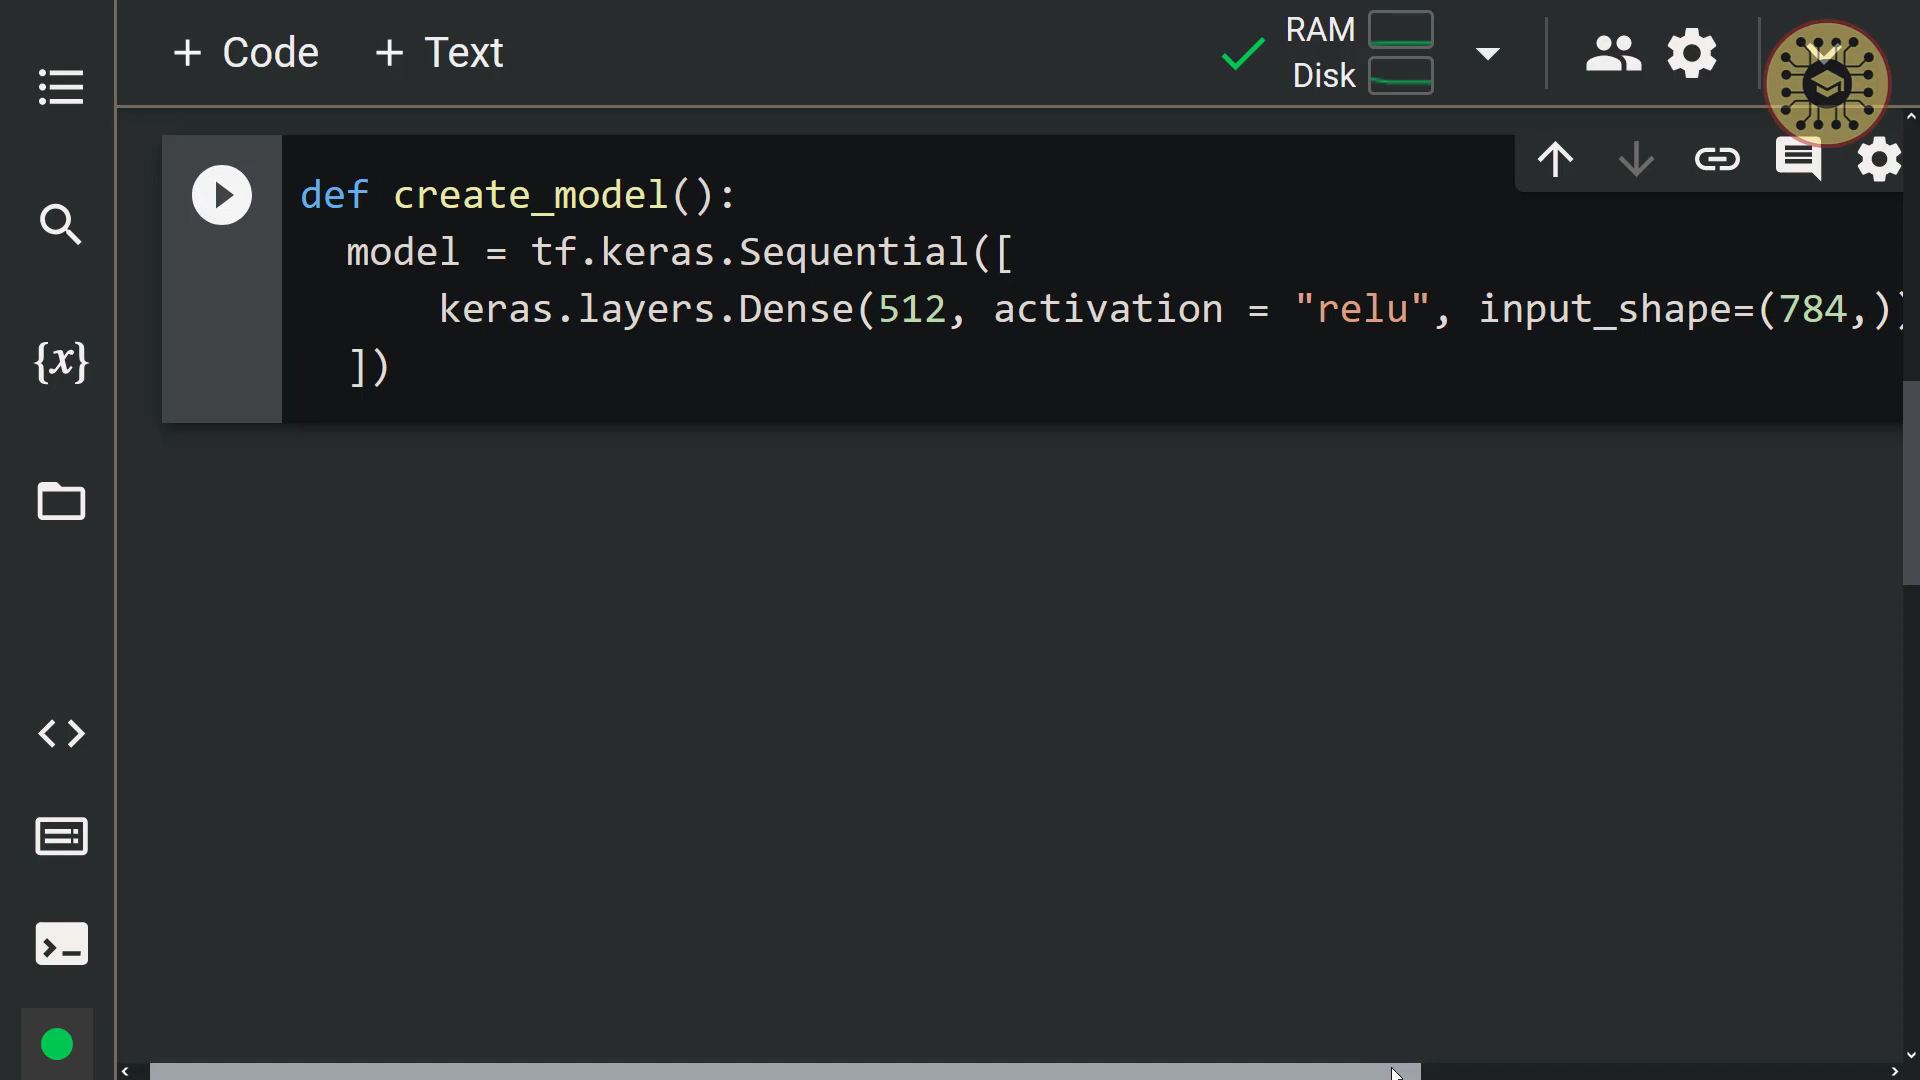 + Code + Text
RAM
Disk
def create_model():
model = tf.keras.Sequential([
keras.layers.Dense(512, activation = "relu", input_shape=(784,))
])
{x}